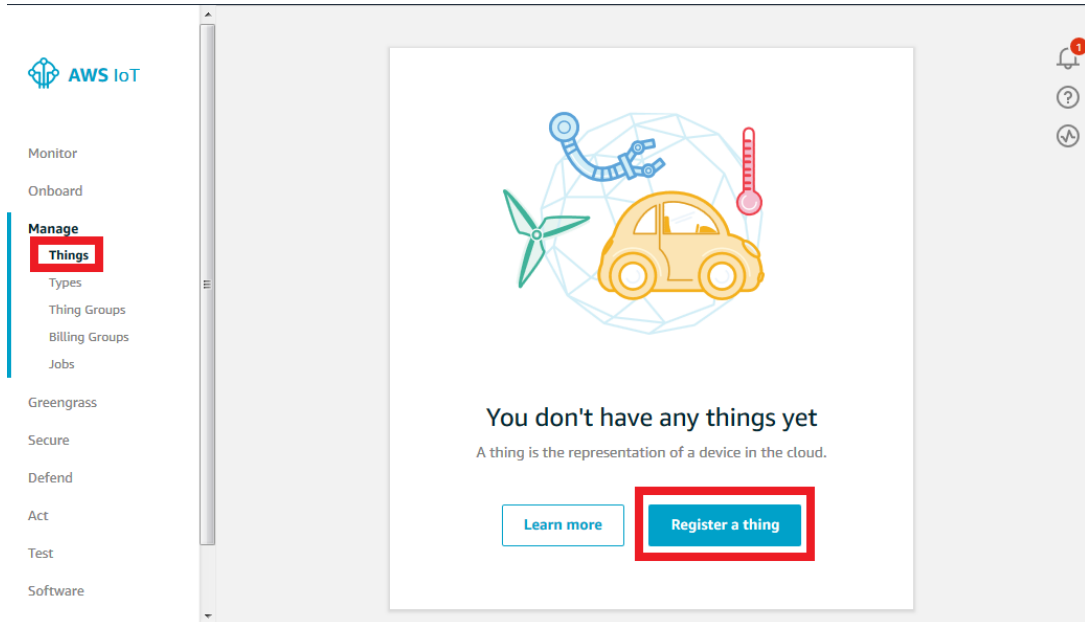 AWS IoT
Monitor
Onboard
Manage
Things
Types
Thing Groups
Billing Groups
Jobs
Greengrass
Secure
Defend
Act
Test
Software
You don't have any things yet
A thing is the representation of a device in the cloud.
Learn more
Register a thing
1
?